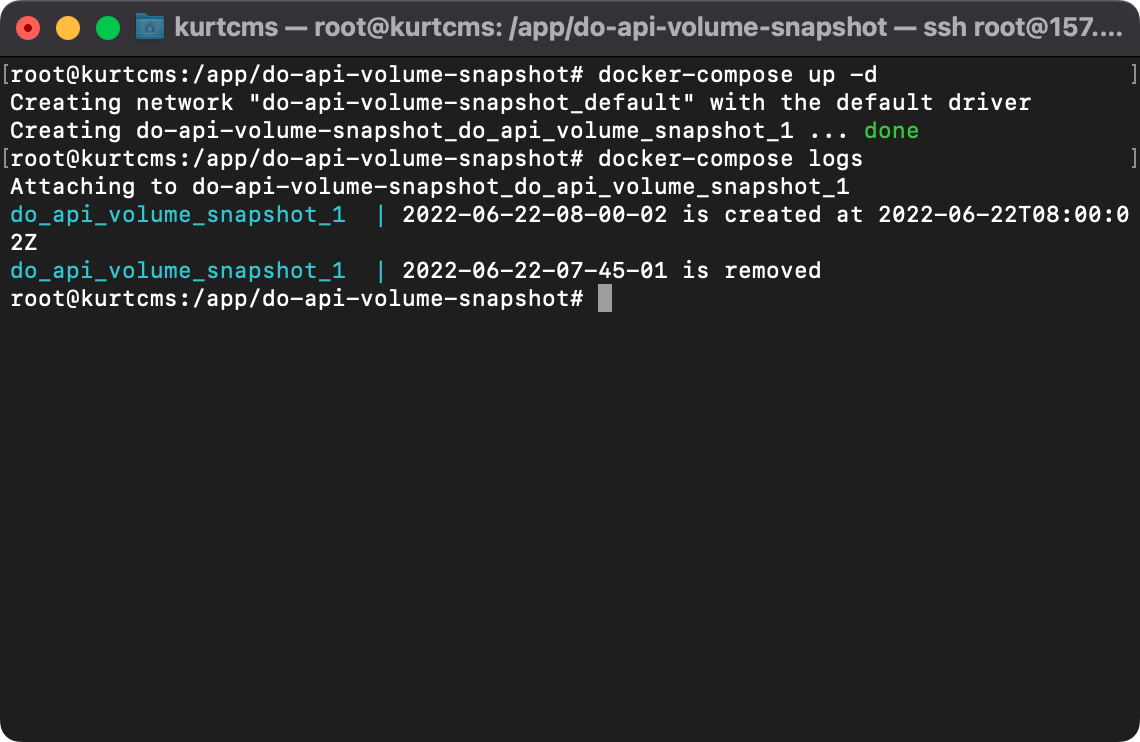 kurtcms — root@kurtcms: /app/do-api-volume-snapshot — ssh root@157....
[root@kurtcms:/app/do-api-volume-snapshot# docker-compose up -d ]
Creating network "do-api-volume-snapshot_default" with the default driver
Creating do-api-volume-snapshot_do_api_volume_snapshot_1 ... done
[root@kurtcms:/app/do-api-volume-snapshot# docker-compose logs ]
Attaching to do-api-volume-snapshot_do_api_volume_snapshot_1
do_api_volume_snapshot_1  | 2022-06-22-08-00-02 is created at 2022-06-22T08:00:0
2Z
do_api_volume_snapshot_1  | 2022-06-22-07-45-01 is removed
root@kurtcms:/app/do-api-volume-snapshot#